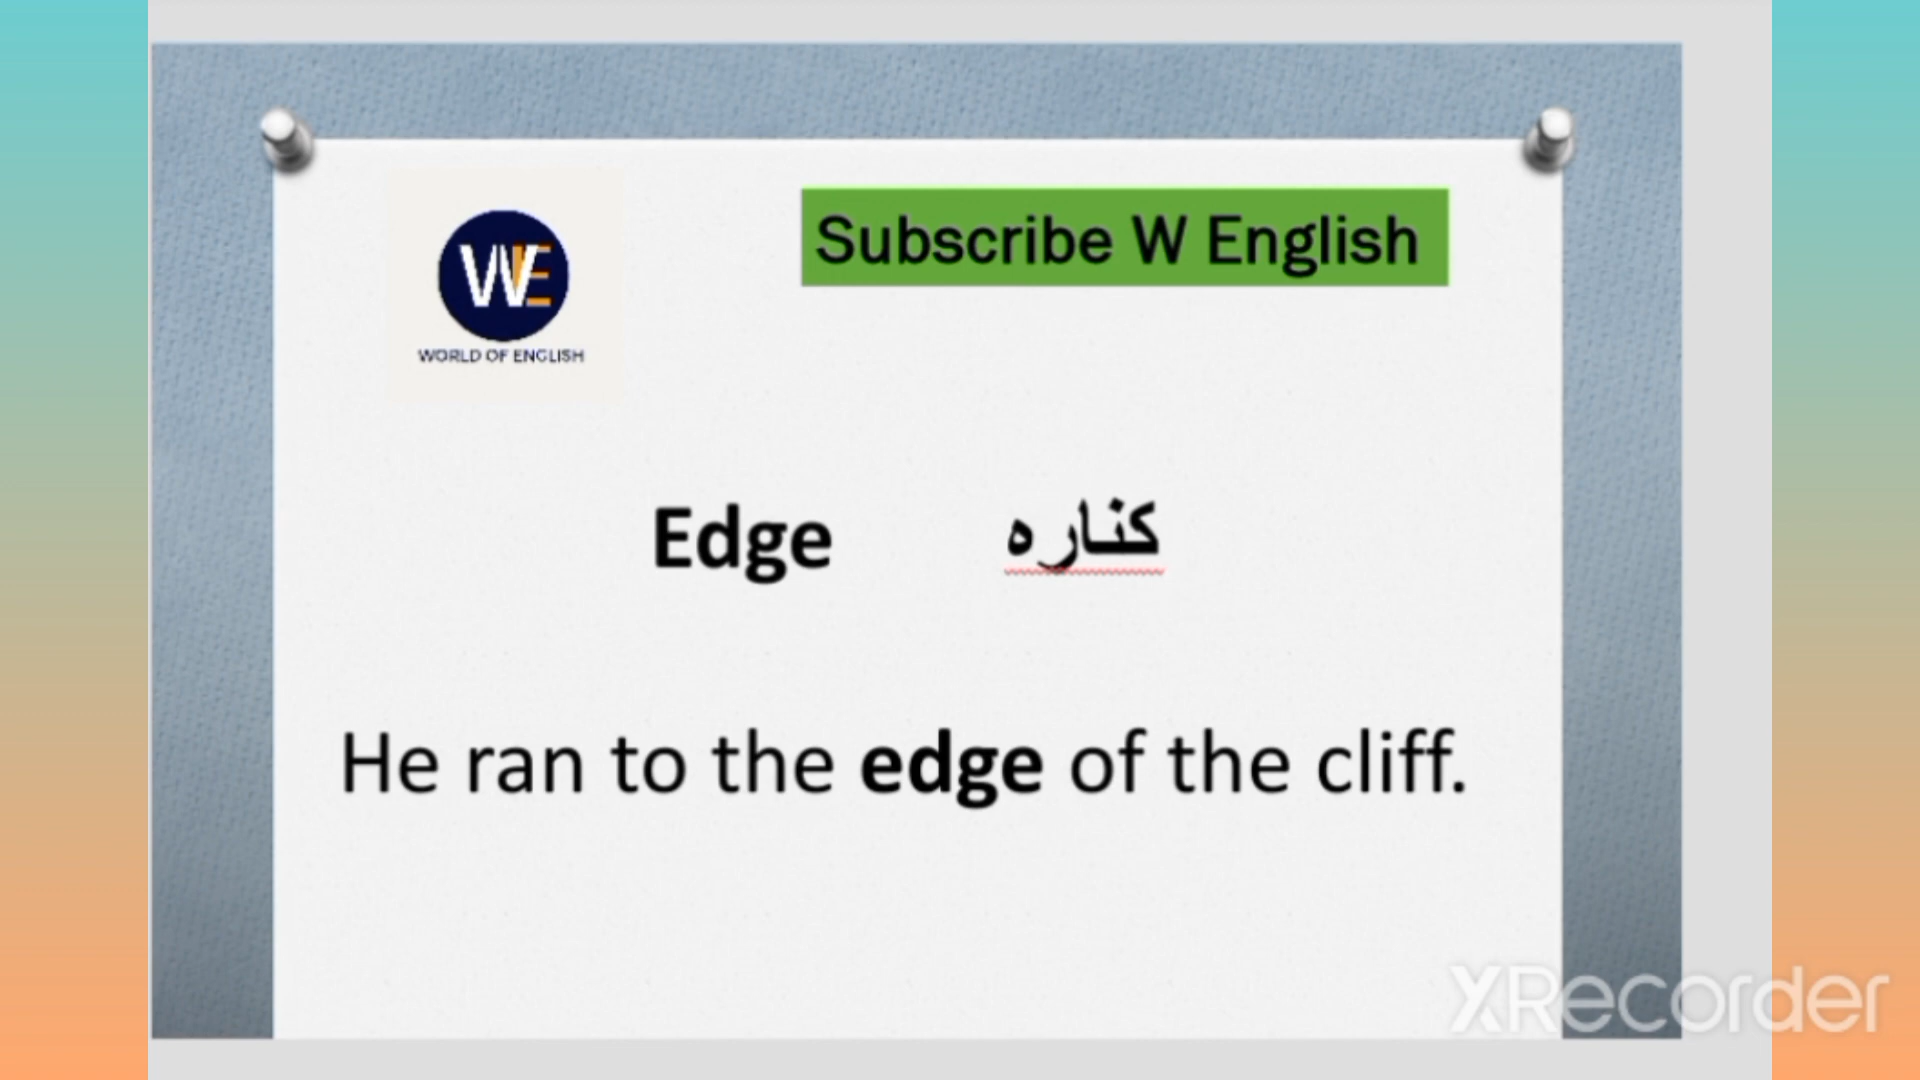 WE
WORLD OF ENGLISH
Subscribe W English
Edge کنارہ
He ran to the edge of the cliff.
XRecorder